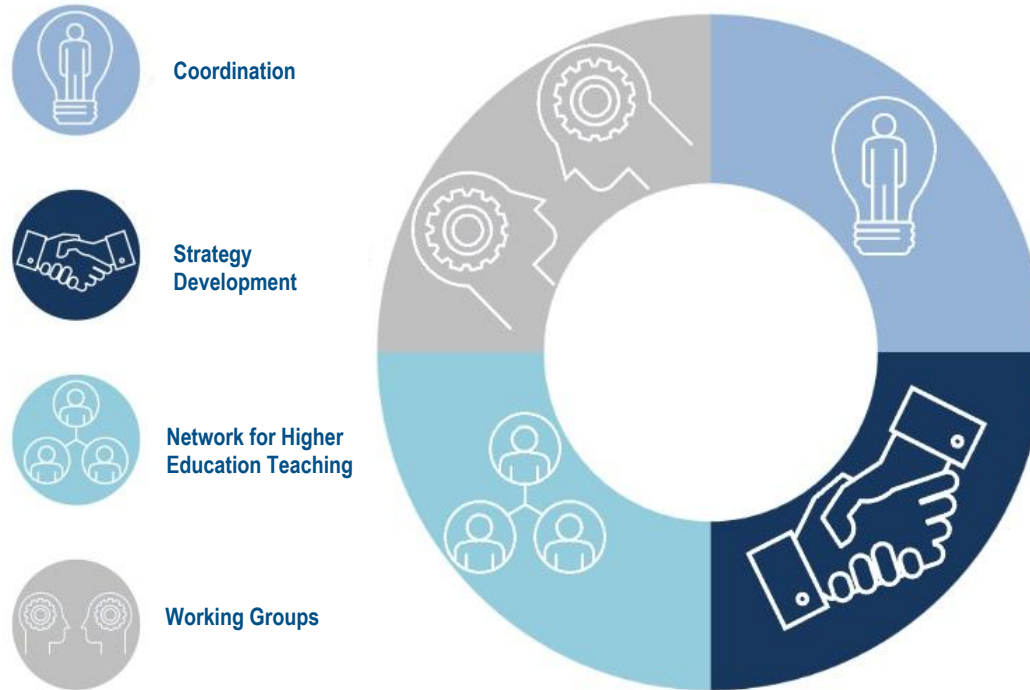 Coordination
Strategy
Development
Network for Higher
Education Teaching
Working Groups